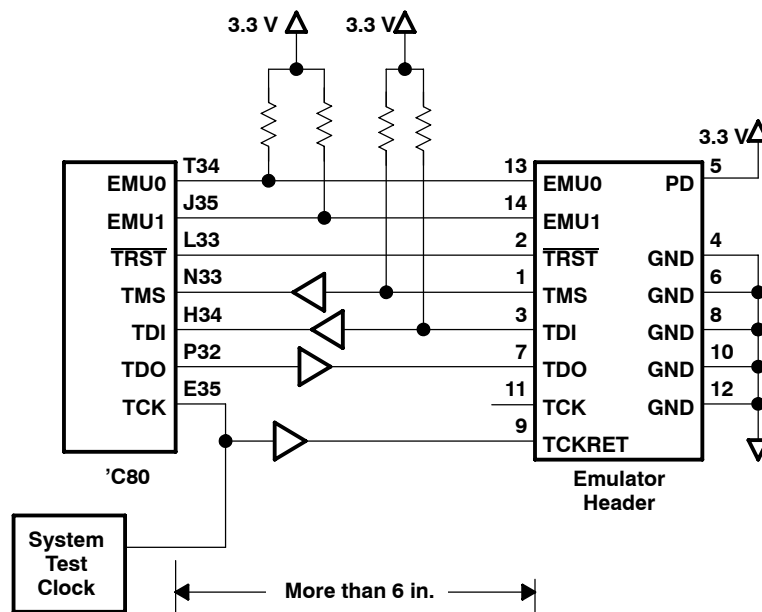 3.3 V
3.3 V
3.3 V
T34
13
5
EMU0
EMU0
PD
J35
14
EMU1
EMU1
L33
2
4
TRST
TRST
GND
N33
1
6
TMS
TMS
GND
H34
3
8
TDI
TDI
GND
P32
7
10
TDO
TDO
GND
E35
11
12
TCK
TCK
GND
9
TCKRET
'C80
Emulator
Header
System
Test
Clock
More than 6 in.